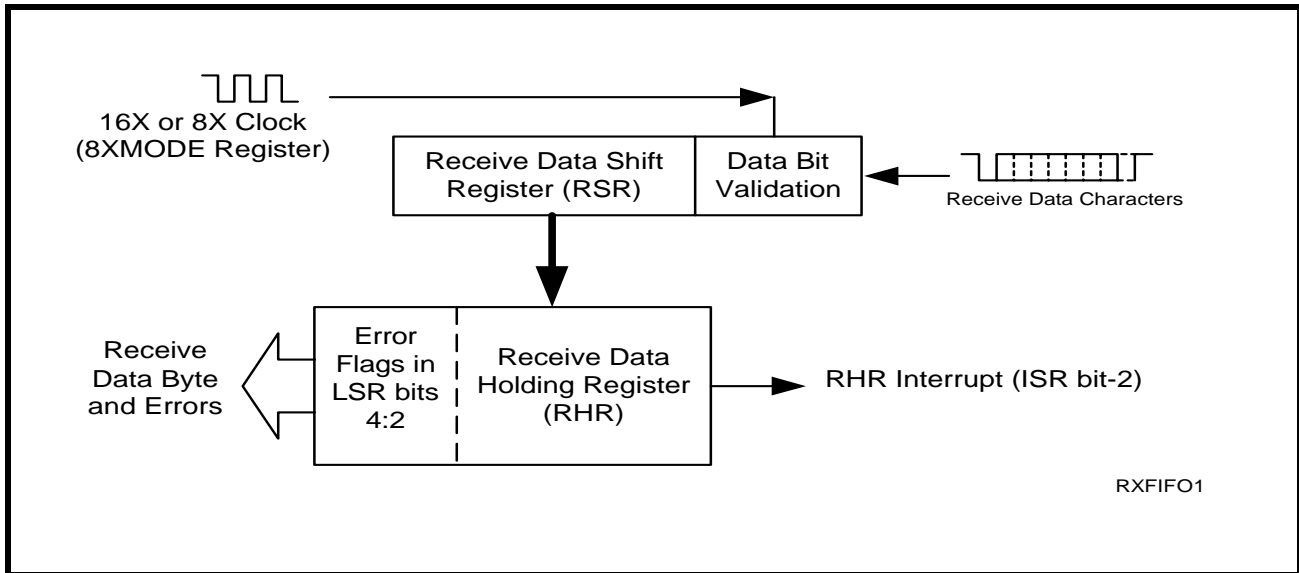 16X or 8X Clock
(8XMODE Register)
Receive Data Shift
Register (RSR)
Data Bit
Validation
Receive Data Characters
Receive
Data Byte
and Errors
Error
Flags in
LSR bits
4:2
Receive Data
Holding Register
(RHR)
RHR Interrupt (ISR bit-2)
RXFIFO1